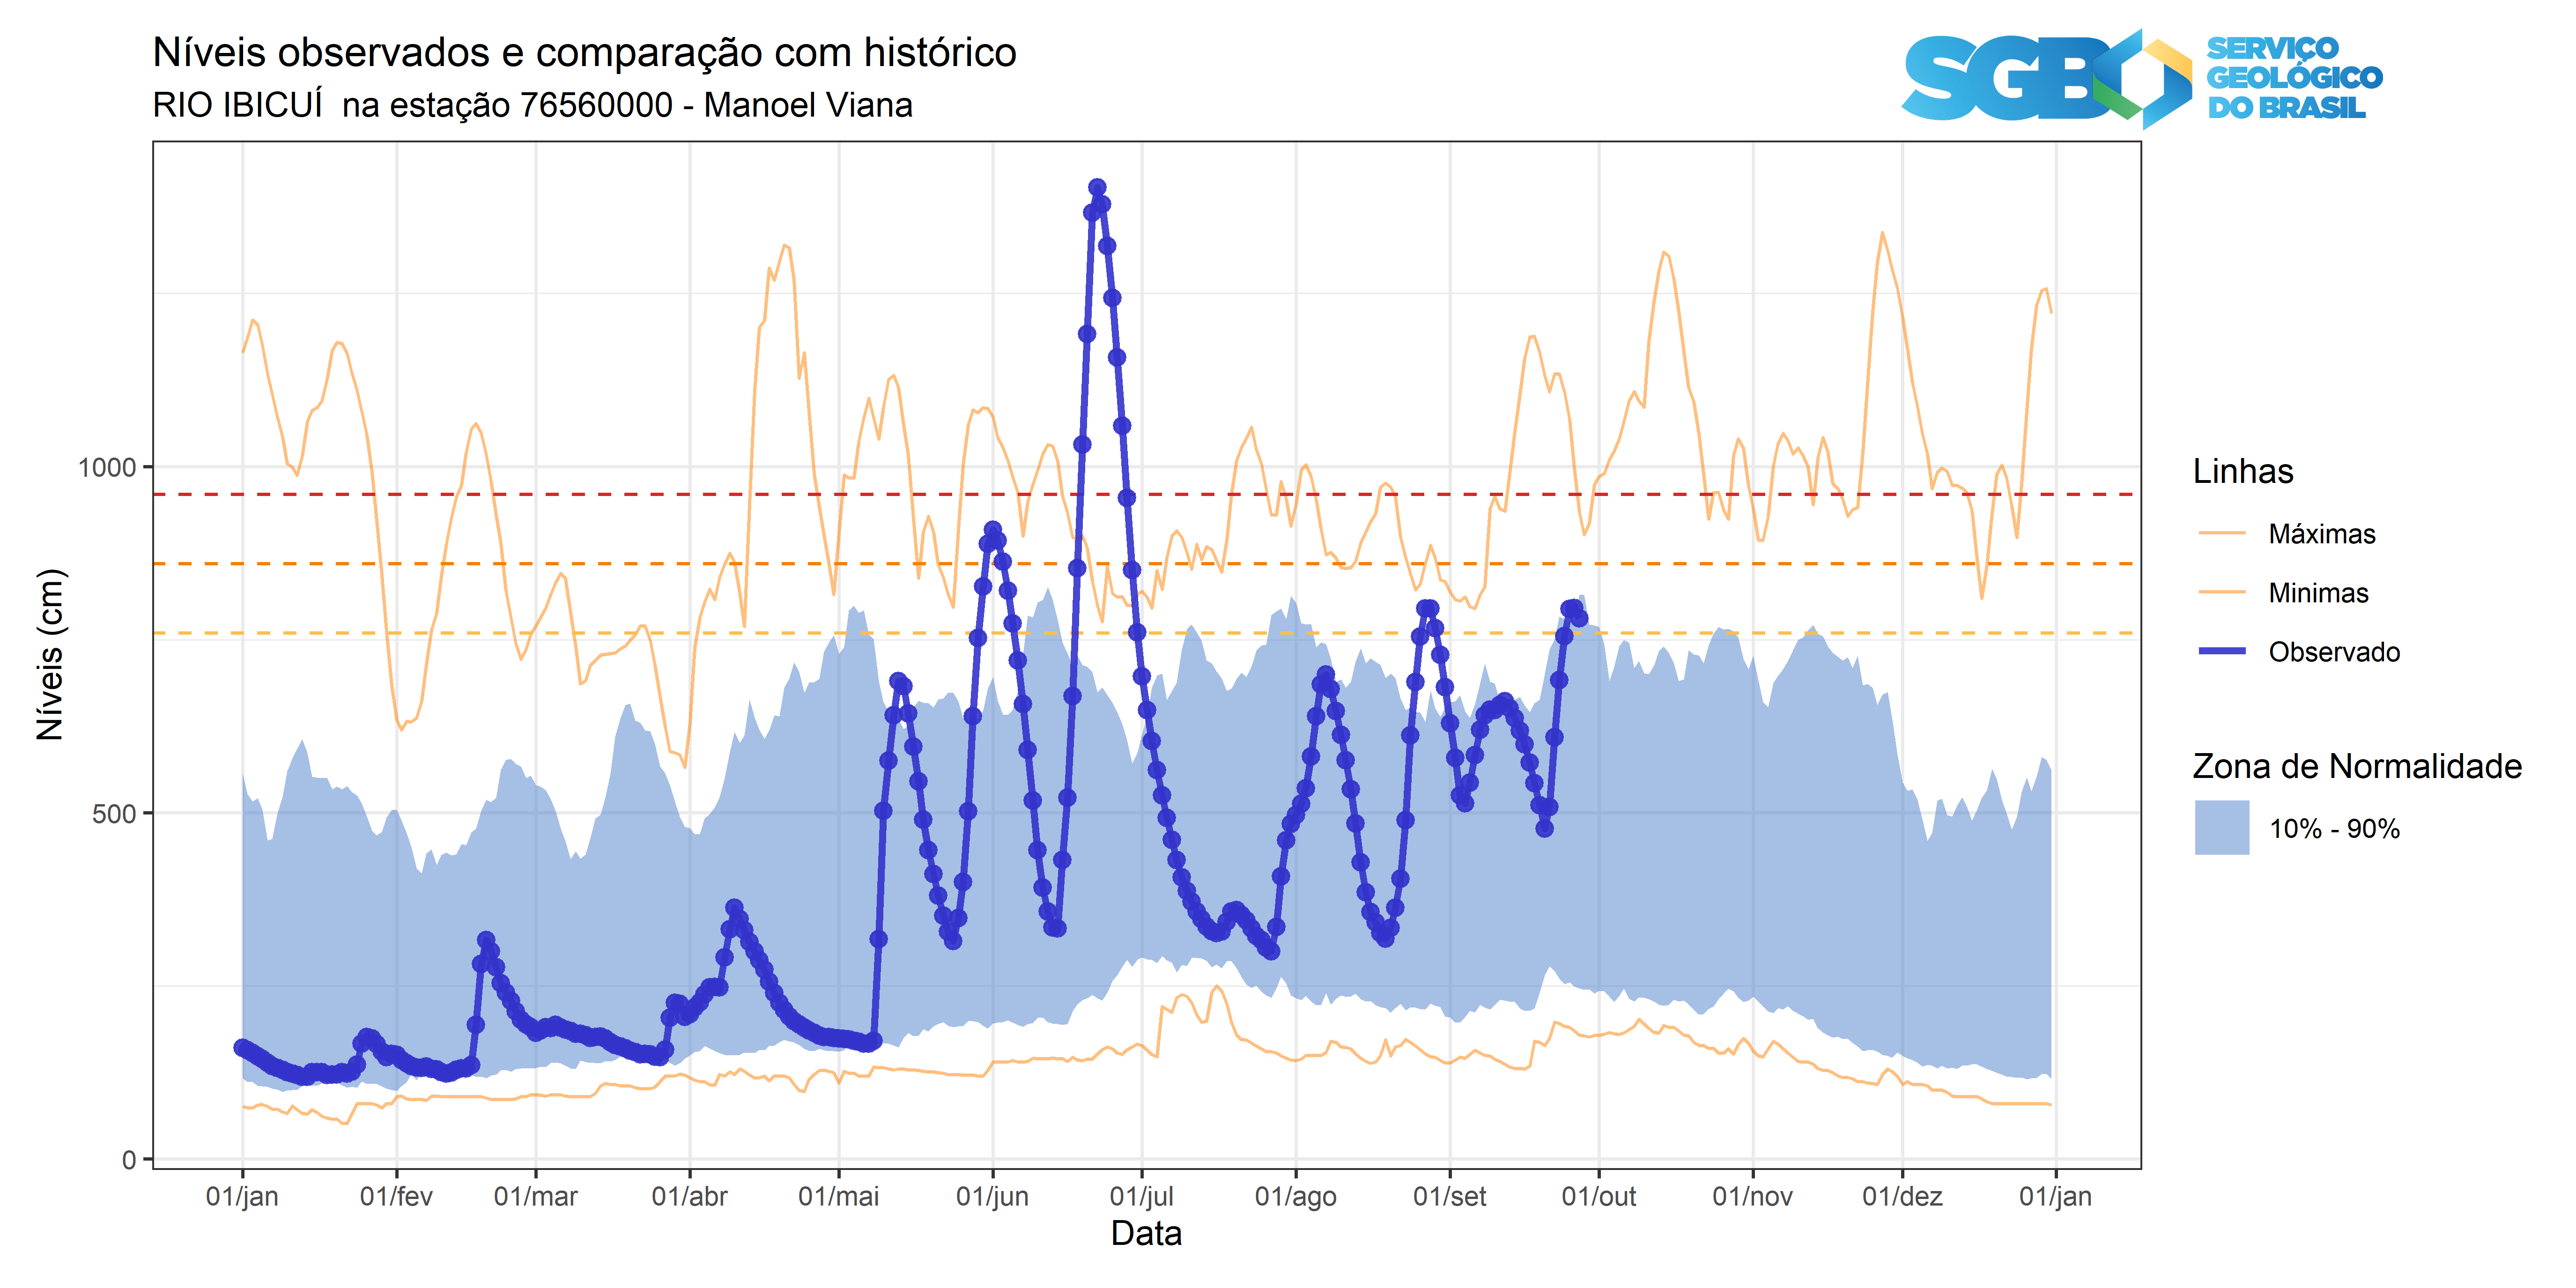 Níveis observados e comparação com histórico
RIO IBICUÍ  na estação 76560000 - Manoel Viana
SGB
SERVIÇO
GEOLÓGICO
DO BRASIL
Níveis (cm)
1000
500
0
01/jan
01/fev
01/mar
01/abr
01/mai
01/jun
01/jul
01/ago
01/set
01/out
01/nov
01/dez
01/jan
Data
Linhas
Máximas
Minimas
Observado
Zona de Normalidade
10% - 90%